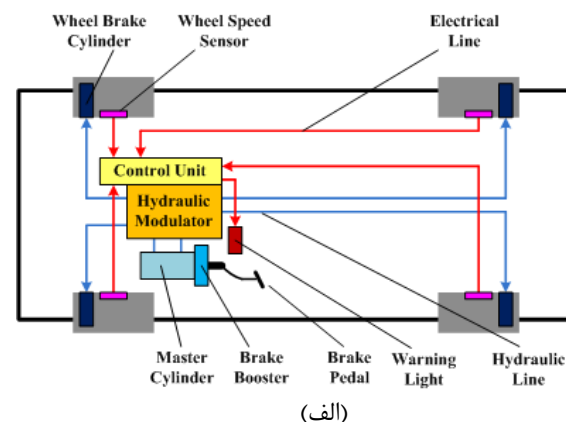 Wheel Brake
Cylinder
Wheel Speed
Sensor
Electrical
Line
Control Unit
Hydraulic
Modulator
Master
Cylinder
Brake
Booster
Brake
Pedal
Warning
Light
Hydraulic
Line
(الف)